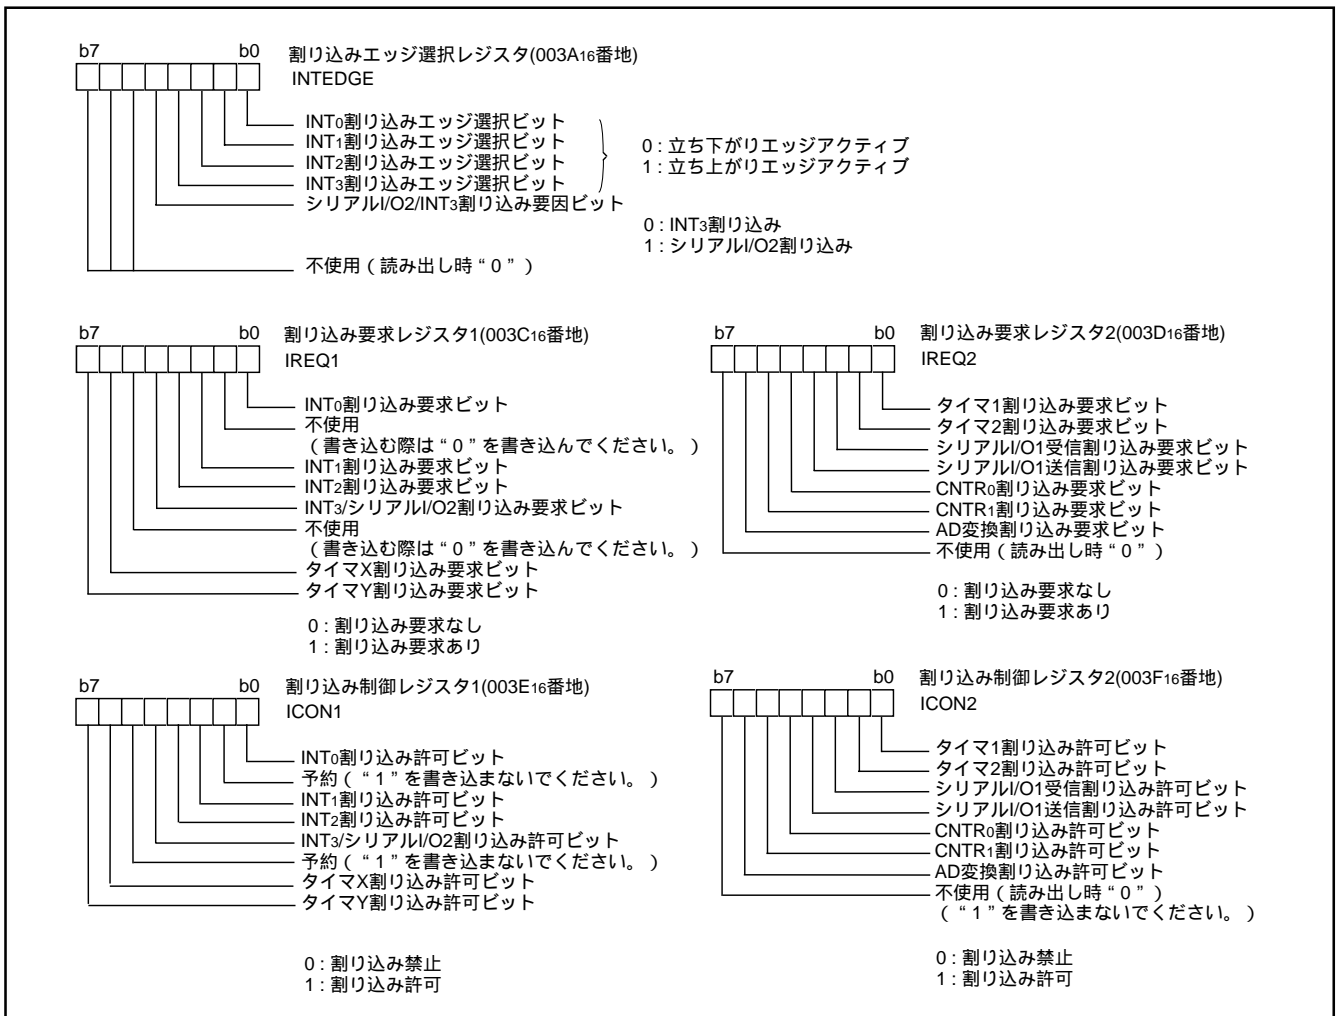 b7 b0 割り込みエッジ選択レジスタ(003A16番地)
INTEDGE
INT0割り込みエッジ選択ビット
INT1割り込みエッジ選択ビット
INT2割り込みエッジ選択ビット
INT3割り込みエッジ選択ビット
0 : 立ち下がりエッジアクティブ
1 : 立ち上がりエッジアクティブ
シリアルI/O2/INT3割り込み要因ビット
0 : INT3割り込み
1 : シリアルI/O2割り込み
不使用（読み出し時“0”）
b7 b0 割り込み要求レジスタ1(003C16番地)
IREQ1
INT0割り込み要求ビット
不使用
（書き込む際は“0”を書き込んでください。）
INT1割り込み要求ビット
INT2割り込み要求ビット
INT3/シリアルI/O2割り込み要求ビット
不使用
（書き込む際は“0”を書き込んでください。）
タイマX割り込み要求ビット
タイマY割り込み要求ビット
0 : 割り込み要求なし
1 : 割り込み要求あり
b7 b0 割り込み要求レジスタ2(003D16番地)
IREQ2
タイマ1割り込み要求ビット
タイマ2割り込み要求ビット
シリアルI/O1受信割り込み要求ビット
シリアルI/O1送信割り込み要求ビット
CNTR0割り込み要求ビット
CNTR1割り込み要求ビット
AD変換割り込み要求ビット
不使用（読み出し時“0”）
0 : 割り込み要求なし
1 : 割り込み要求あり
b7 b0 割り込み制御レジスタ1(003E16番地)
ICON1
INT0割り込み許可ビット
予約（“1”を書き込まないでください。）
INT1割り込み許可ビット
INT2割り込み許可ビット
INT3/シリアルI/O2割り込み許可ビット
予約（“1”を書き込まないでください。）
タイマX割り込み許可ビット
タイマY割り込み許可ビット
0 : 割り込み禁止
1 : 割り込み許可
b7 b0 割り込み制御レジスタ2(003F16番地)
ICON2
タイマ1割り込み許可ビット
タイマ2割り込み許可ビット
シリアルI/O1受信割り込み許可ビット
シリアルI/O1送信割り込み許可ビット
CNTR0割り込み許可ビット
CNTR1割り込み許可ビット
AD変換割り込み許可ビット
不使用（読み出し時“0”）
（“1”を書き込まないでください。）
0 : 割り込み禁止
1 : 割り込み許可